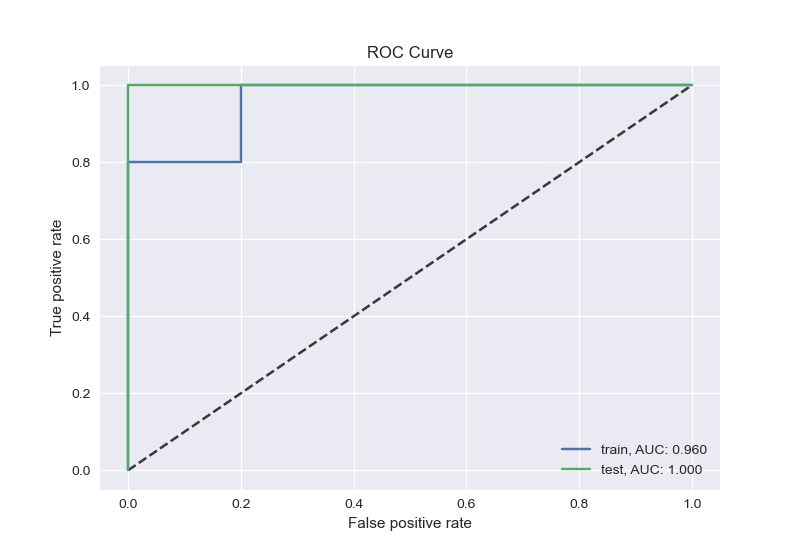 ROC Curve
1.0
0.8
0.6
0.4
0.2
0.0
True positive rate
train, AUC: 0.960
test, AUC: 1.000
0.0 0.2 0.4 0.6 0.8 1.0
False positive rate